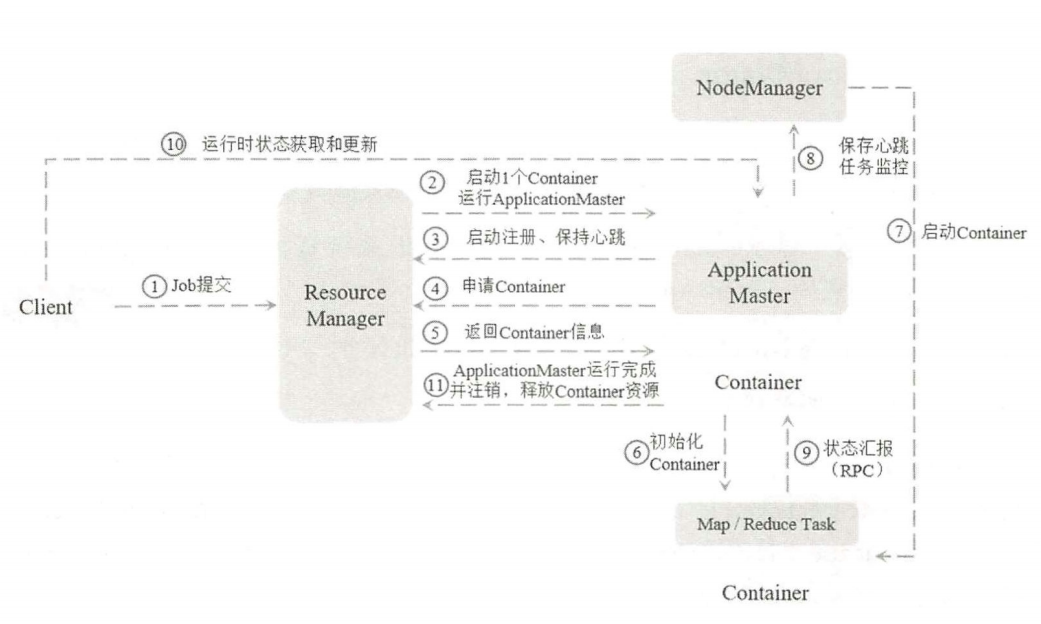 NodeManager
⑩ 运行时状态获取和更新
⑧ 保存心跳
任务监控
② 启动1个Container
运行ApplicationMaster
③ 启动注册、保持心跳
⑦ 启动Container
Client
① Job提交
Resource
Manager
④ 申请Container
Application
Master
⑤ 返回Container信息
⑪ ApplicationMaster运行完成
并注销，释放Container资源
Container
⑥ 初始化
Container
⑨ 状态汇报
（RPC）
Map / Reduce Task
Container